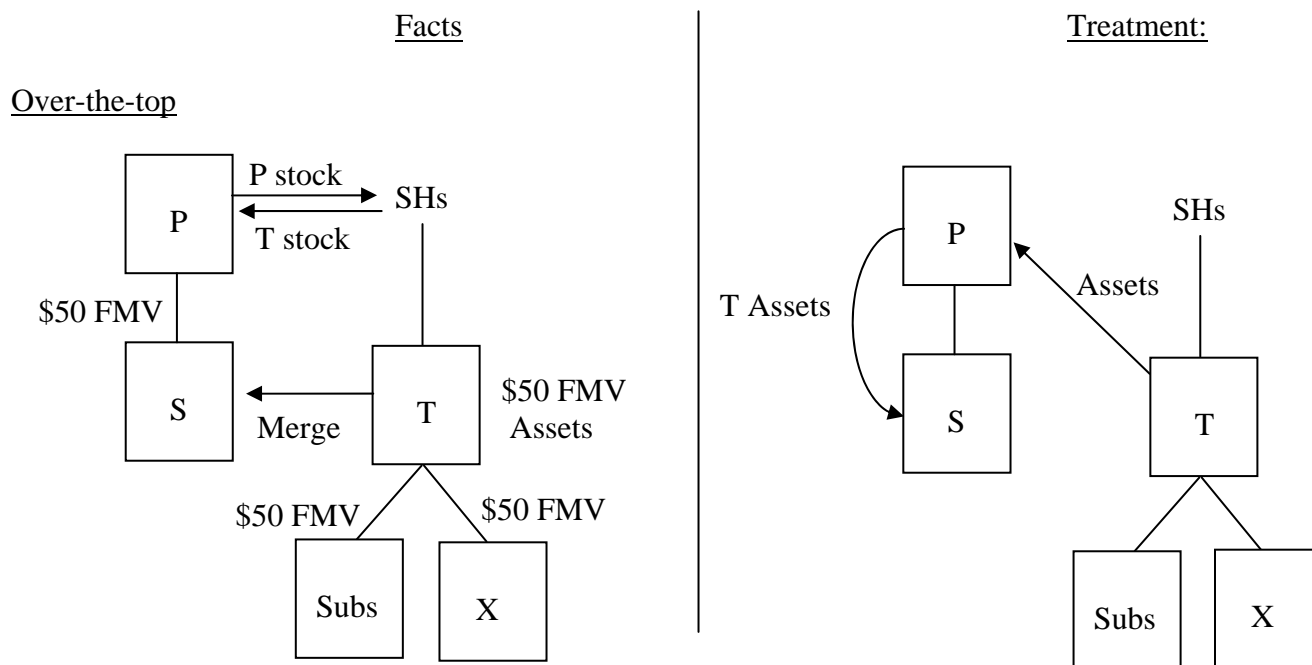 Facts
Treatment:
Over-the-top
P stock
P
SHs
T stock
$50 FMV
S
Merge
T
$50 FMV
Assets
$50 FMV
$50 FMV
Subs
X
SHs
P
Assets
T Assets
S
T
Subs
X